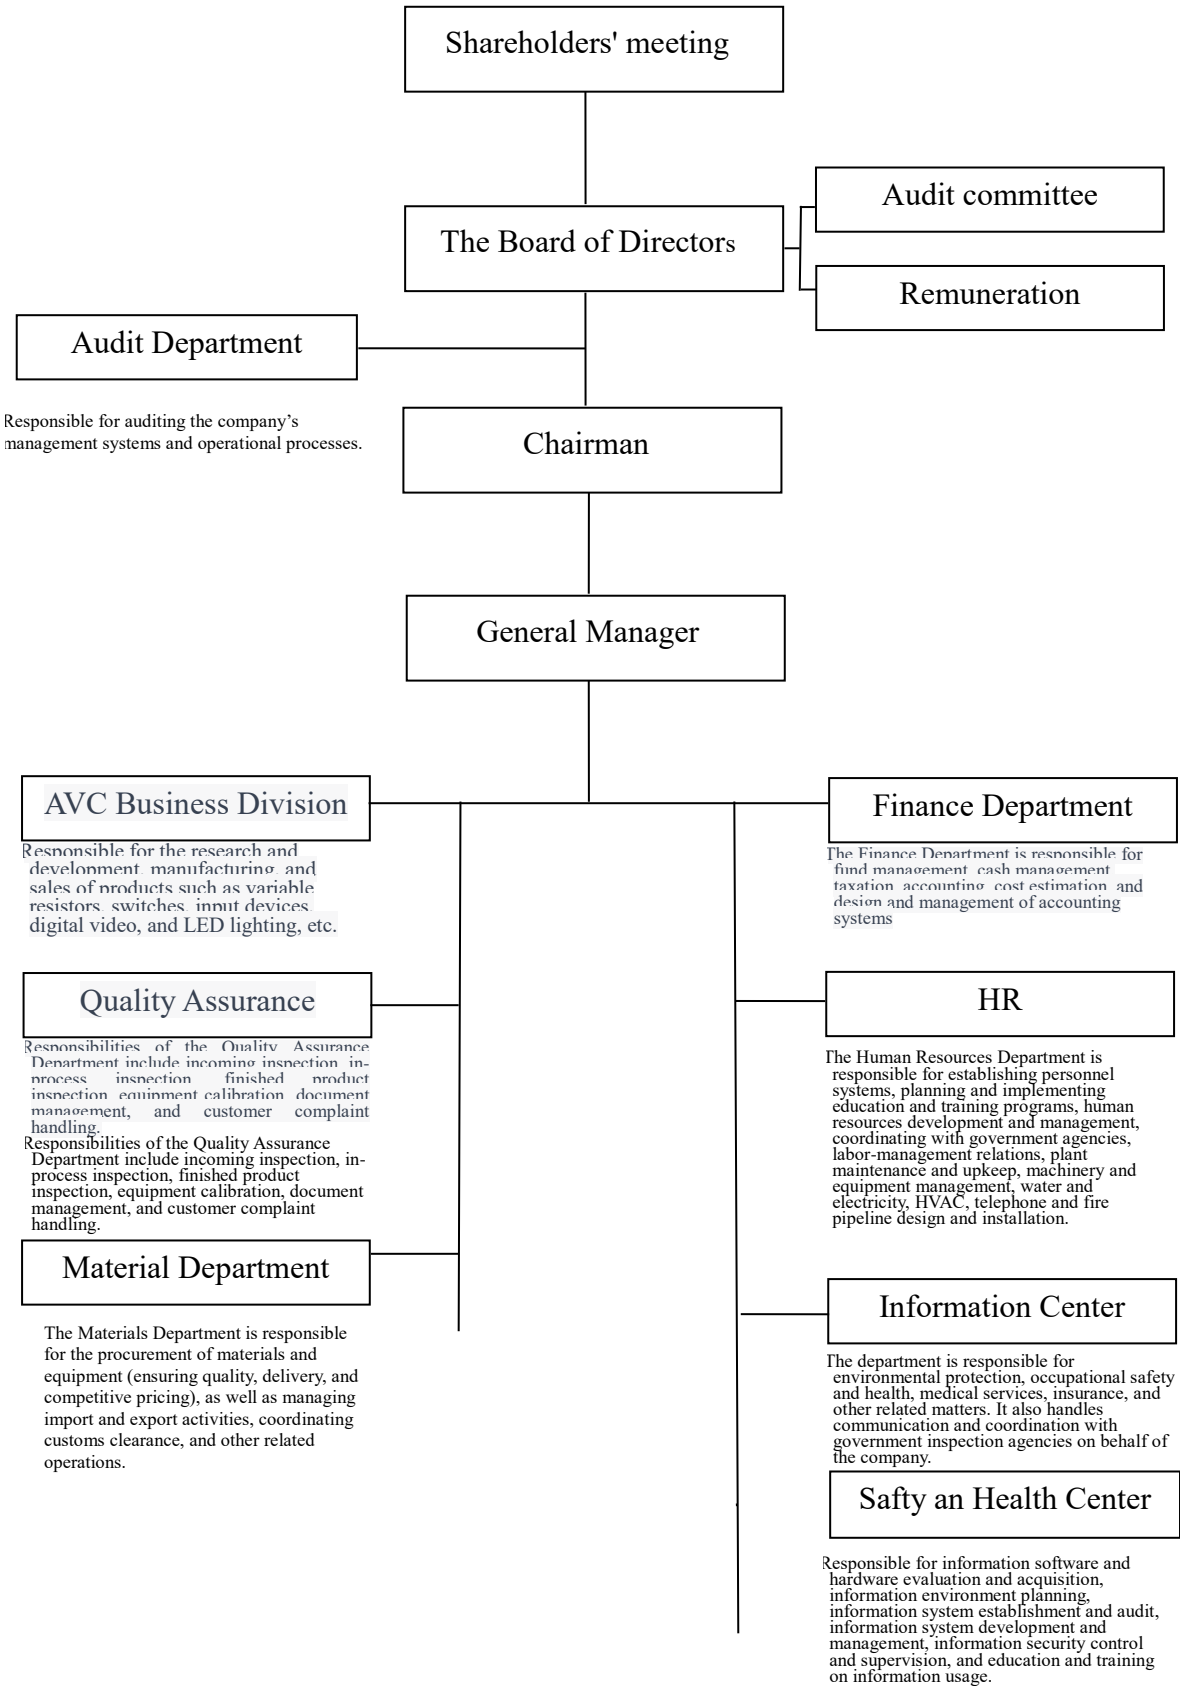 Shareholders' meeting
Audit committee
The Board of Directors
Remuneration
Audit Department
Responsible for auditing the company’s
management systems and operational processes.
Chairman
General Manager
AVC Business Division
Responsible for the research and
development, manufacturing, and
sales of products such as variable
resistors, switches, input devices,
digital video, and LED lighting, etc.
Finance Department
The Finance Department is responsible for
fund management, cash management,
taxation, accounting, cost estimation, and
design and management of accounting
systems
Quality Assurance
Responsibilities of the Quality Assurance
Department include incoming inspection, in-
process inspection, finished product
inspection, equipment calibration, document
management, and customer complaint
handling.
Responsibilities of the Quality Assurance
Department include incoming inspection, in-
process inspection, finished product
inspection, equipment calibration, document
management, and customer complaint
handling.
HR
The Human Resources Department is
responsible for establishing personnel
systems, planning and implementing
education and training programs, human
resources development and management,
coordinating with government agencies,
labor-management relations, plant
maintenance and upkeep, machinery and
equipment management, water and
electricity, HVAC, telephone and fire
pipeline design and installation.
Material Department
The Materials Department is responsible
for the procurement of materials and
equipment (ensuring quality, delivery, and
competitive pricing), as well as managing
import and export activities, coordinating
customs clearance, and other related
operations.
Information Center
The department is responsible for
environmental protection, occupational safety
and health, medical services, insurance, and
other related matters. It also handles
communication and coordination with
government inspection agencies on behalf of
the company.
Safty an Health Center
Responsible for information software and
hardware evaluation and acquisition,
information environment planning,
information system establishment and audit,
information system development and
management, information security control
and supervision, and education and training
on information usage.